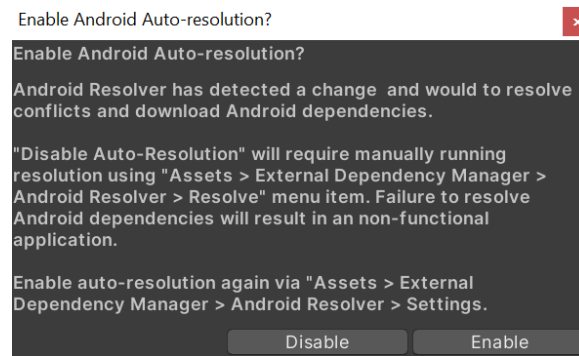 Enable Android Auto-resolution?
Enable Android Auto-resolution?
Android Resolver has detected a change and would to resolve
conflicts and download Android dependencies.
"Disable Auto-Resolution" will require manually running
resolution using "Assets > External Dependency Manager >
Android Resolver > Resolve" menu item. Failure to resolve
Android dependencies will result in an non-functional
application.
Enable auto-resolution again via "Assets > External
Dependency Manager > Android Resolver > Settings.
Disable Enable